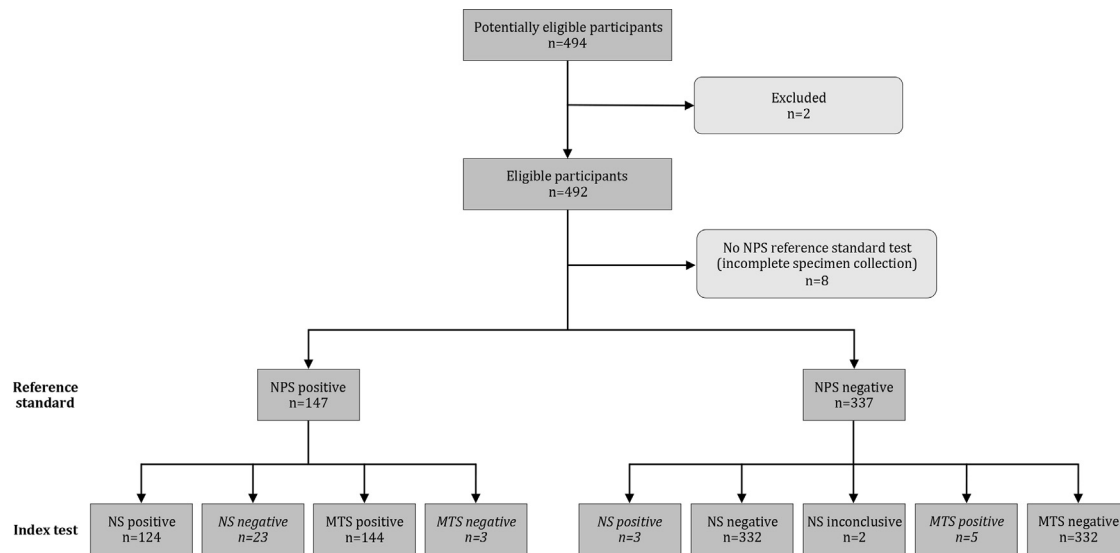 Potentially eligible participants
n=494
Excluded
n=2
Eligible participants
n=492
No NPS reference standard test
(incomplete specimen collection)
n=8
Reference
standard
NPS positive
n=147
NPS negative
n=337
Index test
NS positive
n=124
NS negative
n=23
MTS positive
n=144
MTS negative
n=3
NS positive
n=3
NS negative
n=332
NS inconclusive
n=2
MTS positive
n=5
MTS negative
n=332